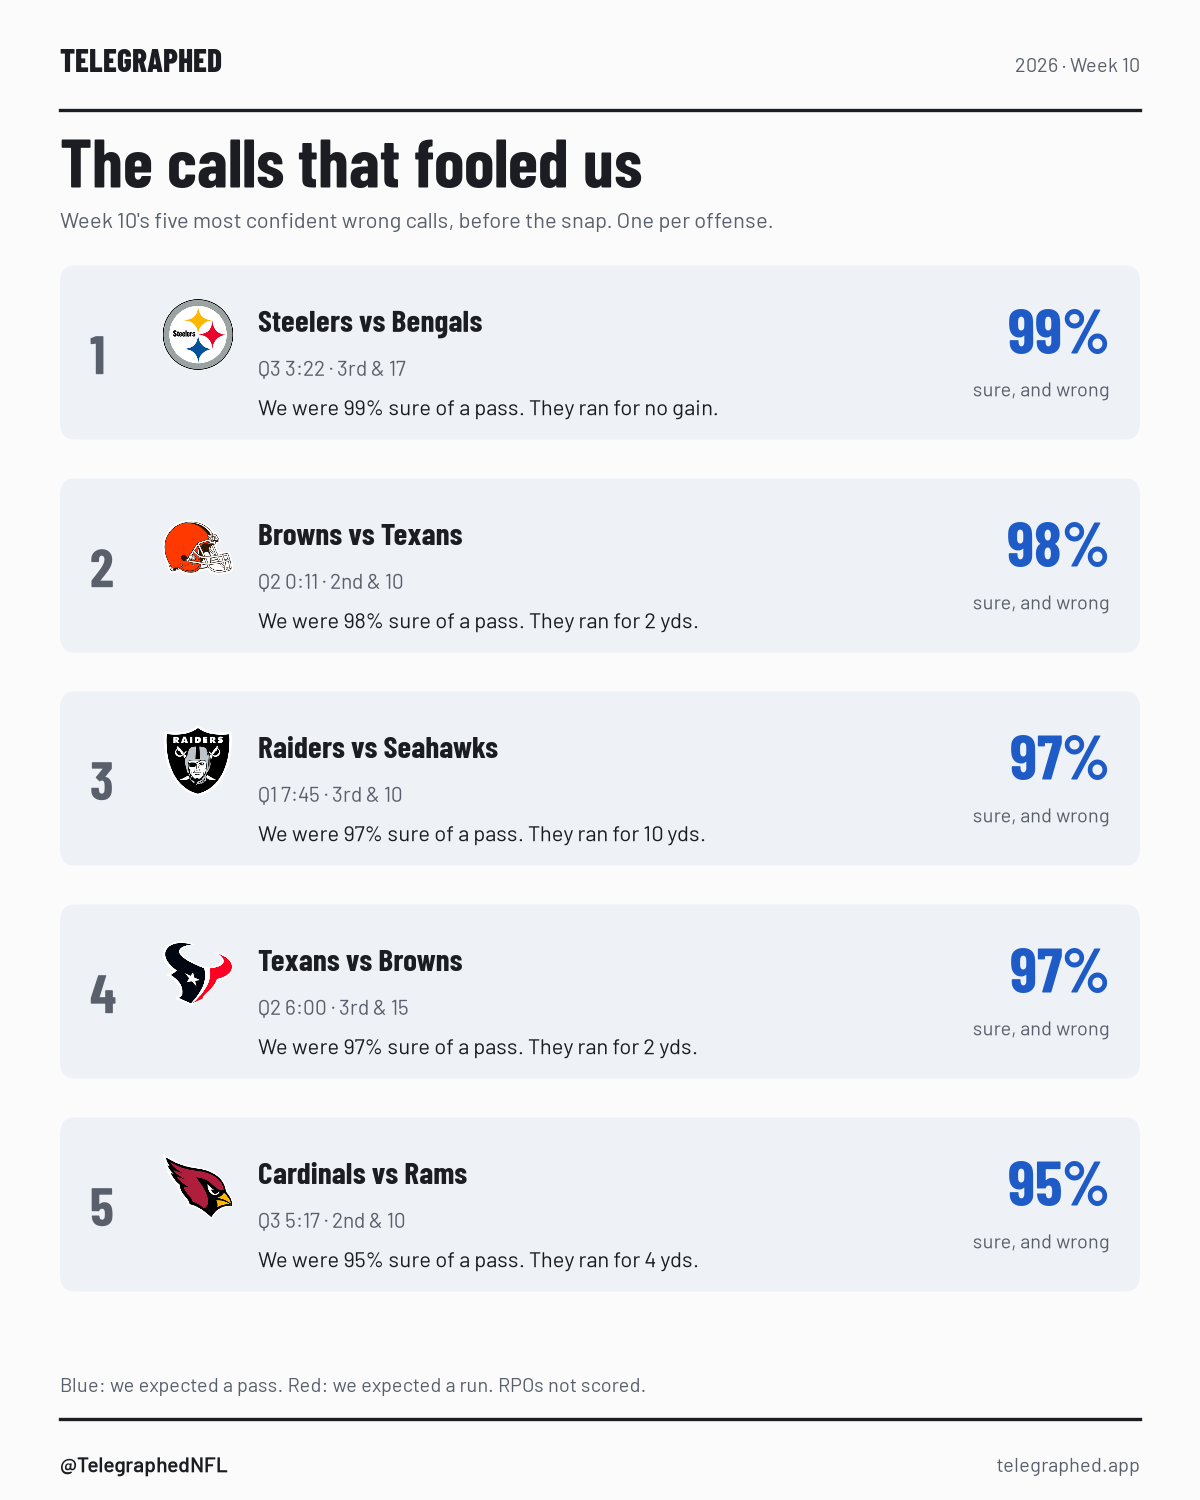 TELEGRAPHED
2026 · Week 10
The calls that fooled us
Week 10's five most confident wrong calls, before the snap. One per offense.
1
Steelers
Steelers vs Bengals
Q3 3:22 · 3rd & 17
We were 99% sure of a pass. They ran for no gain.
99%
sure, and wrong
2
Browns vs Texans
Q2 0:11 · 2nd & 10
We were 98% sure of a pass. They ran for 2 yds.
98%
sure, and wrong
3
RAIDERS
Raiders vs Seahawks
Q1 7:45 · 3rd & 10
We were 97% sure of a pass. They ran for 10 yds.
97%
sure, and wrong
4
Texans vs Browns
Q2 6:00 · 3rd & 15
We were 97% sure of a pass. They ran for 2 yds.
97%
sure, and wrong
5
Cardinals vs Rams
Q3 5:17 · 2nd & 10
We were 95% sure of a pass. They ran for 4 yds.
95%
sure, and wrong
Blue: we expected a pass. Red: we expected a run. RPOs not scored.
@TelegraphedNFL
telegraphed.app